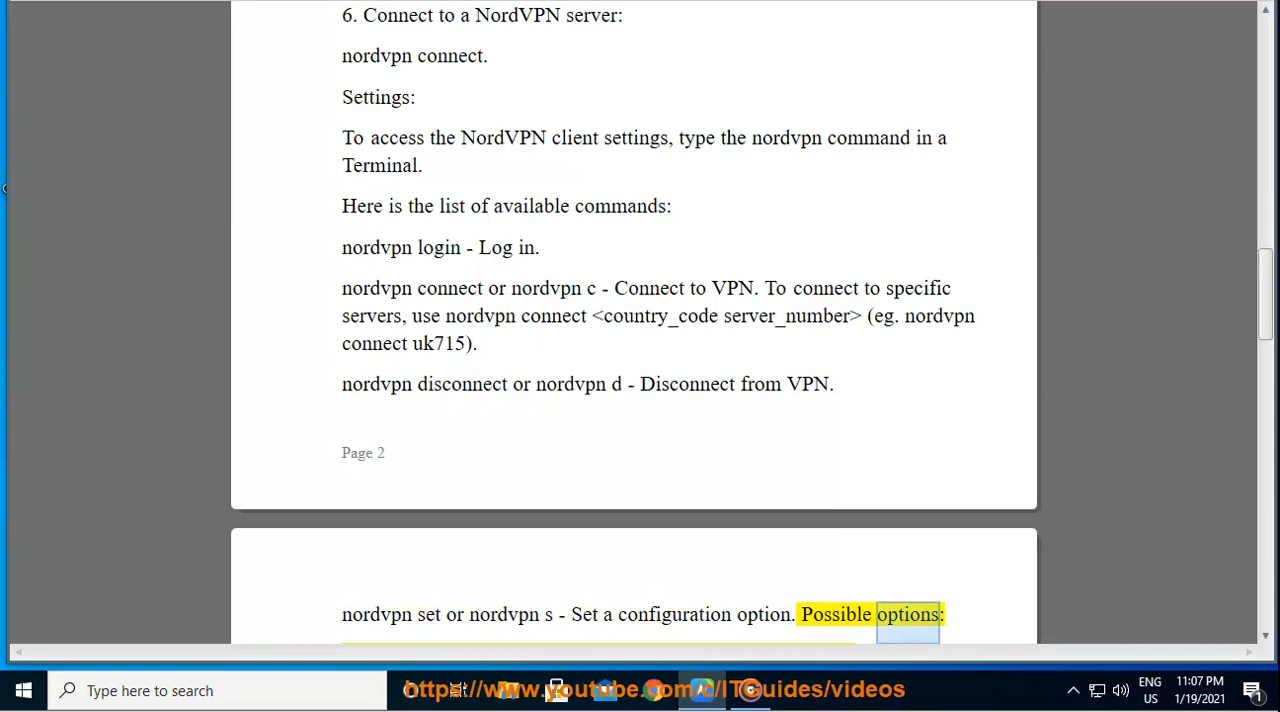 6. Connect to a NordVPN server:
nordvpn connect.
Settings:
To access the NordVPN client settings, type the nordvpn command in a
Terminal.
Here is the list of available commands:
nordvpn login - Log in.
nordvpn connect or nordvpn c - Connect to VPN. To connect to specific
servers, use nordvpn connect <country_code server_number> (eg. nordvpn
connect uk715).
nordvpn disconnect or nordvpn d - Disconnect from VPN.
Page 2
nordvpn set or nordvpn s - Set a configuration option. Possible options:
Type here to search
https://www.youtube.com/c/ITGuides/videos
ENG
US
11:07 PM
1/19/2021
1